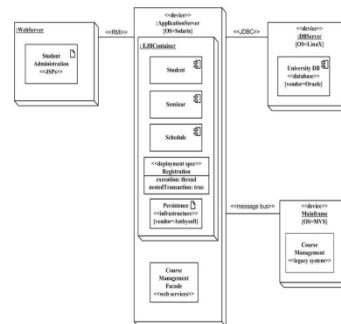 :WebServer
Student
Administration
<<JSPs>>
<<RMI>>
<<device>>
:ApplicationServer
{OS=Solaris}
:EJBContainer
Student
Seminar
Schedule
<<deployment spec>>
Registration
execution: thread
nestedTransaction: true
Persistence
<<infrastructure>>
{vendor=Ambysoft}
Course
Management
Facade
<<web services>>
<<JDBC>>
<<device>>
:DBServer
{OS=Linux}
University DB
<<database>>
{vendor=Oracle}
<<message bus>>
<<device>>
Mainframe
{OS=MVS}
Course
Management
<<legacy system>>